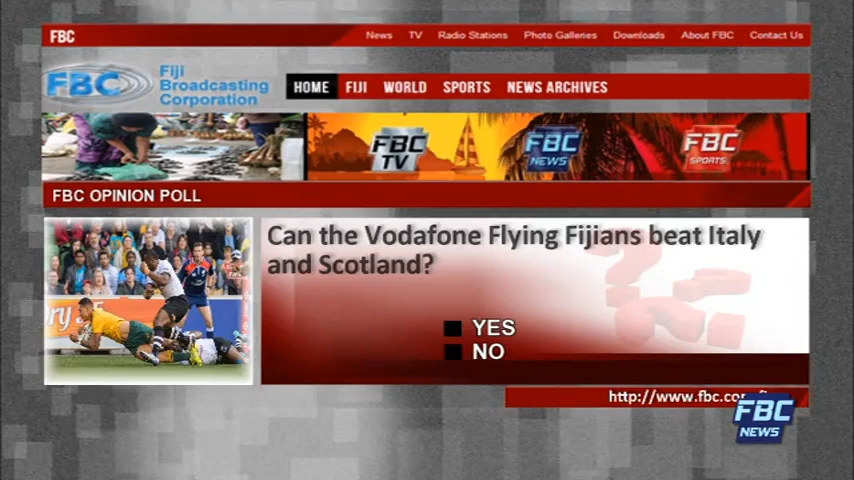 FBC
News TV Radio Stations Photo Galleries Downloads About FBC Contact Us
FBC
Fiji
Broadcasting
Corporation
HOME FIJI WORLD SPORTS NEWS ARCHIVES
FBC
TV
FBC
NEWS
FBC
SPORTS
FBC OPINION POLL
Can the Vodafone Flying Fijians beat Italy
and Scotland?
YES
NO
http://www.fbc.co
FBC
NEWS